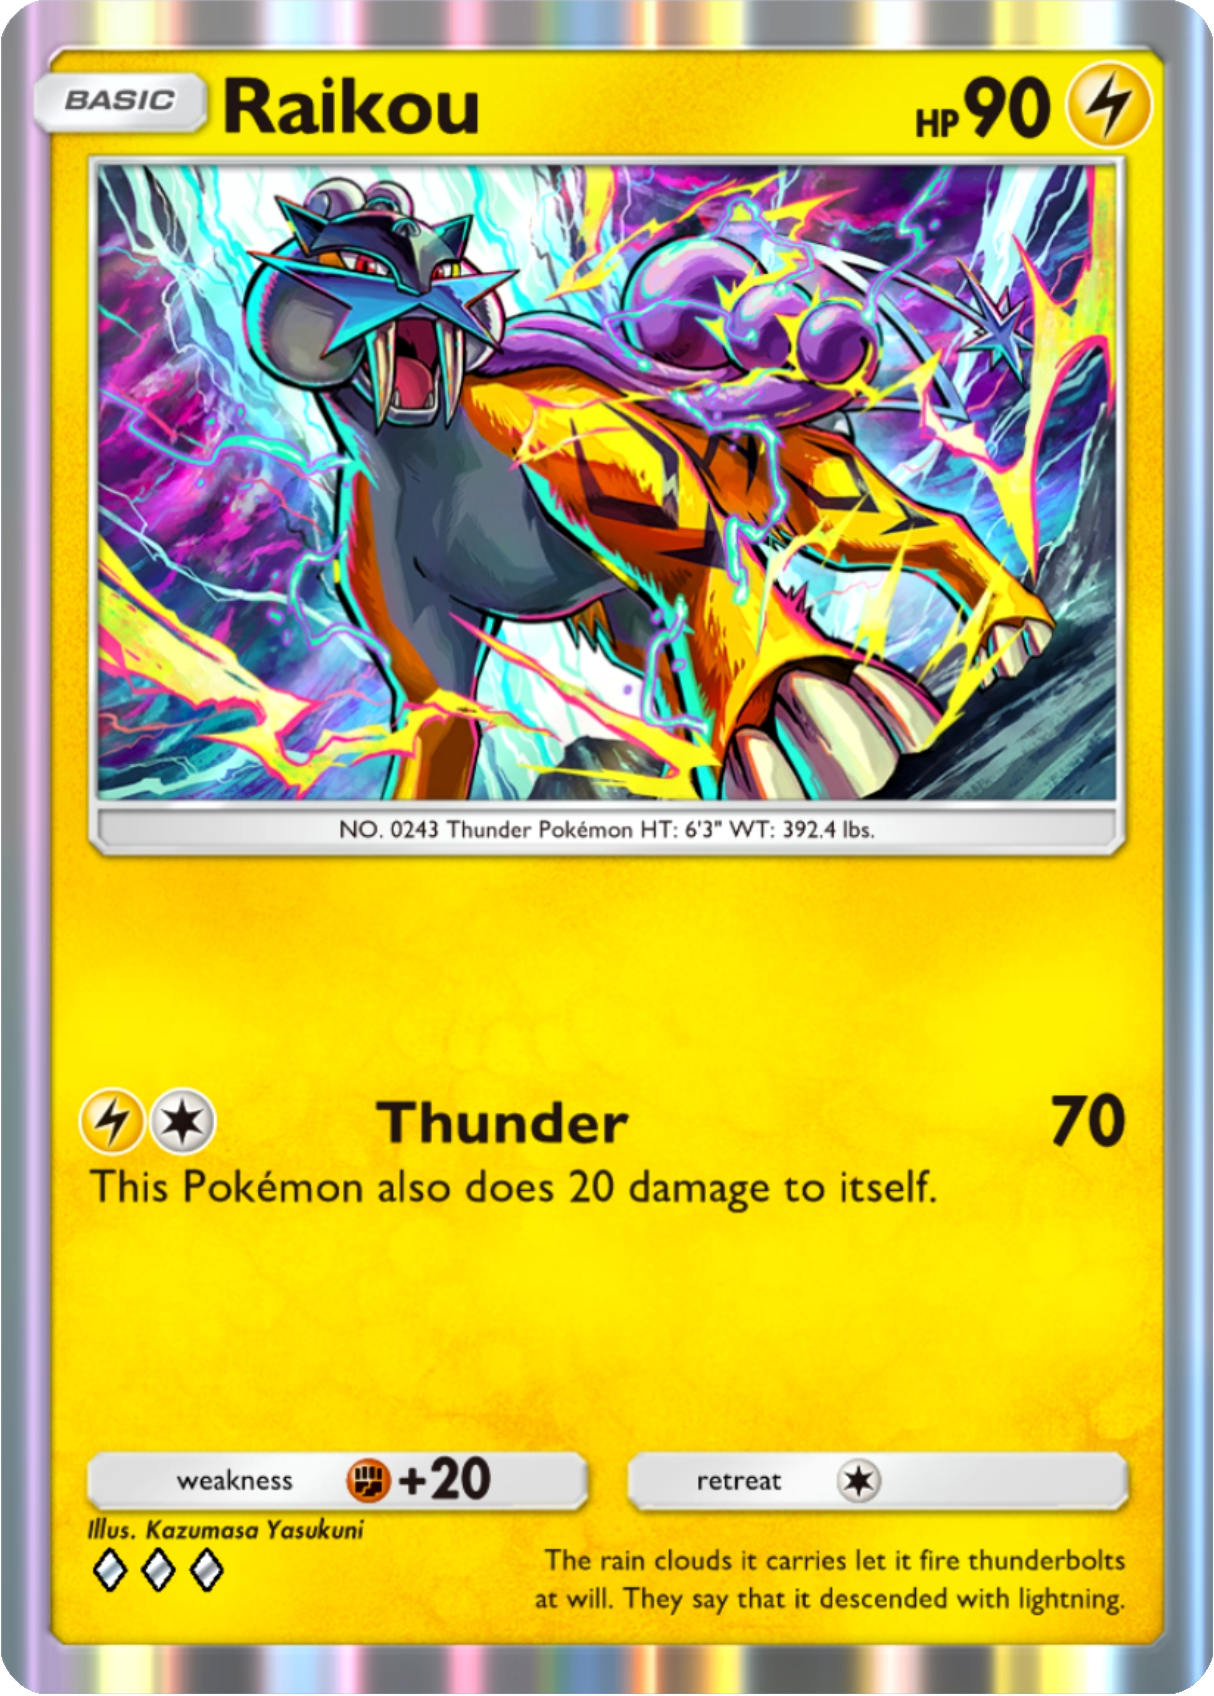 BASIC
Raikou
HP 90
NO. 0243 Thunder Pokémon HT: 6'3" WT: 392.4 lbs.
Thunder 70
This Pokémon also does 20 damage to itself.
weakness +20
retreat
Illus. Kazumasa Yasukuni
The rain clouds it carries let it fire thunderbolts
at will. They say that it descended with lightning.